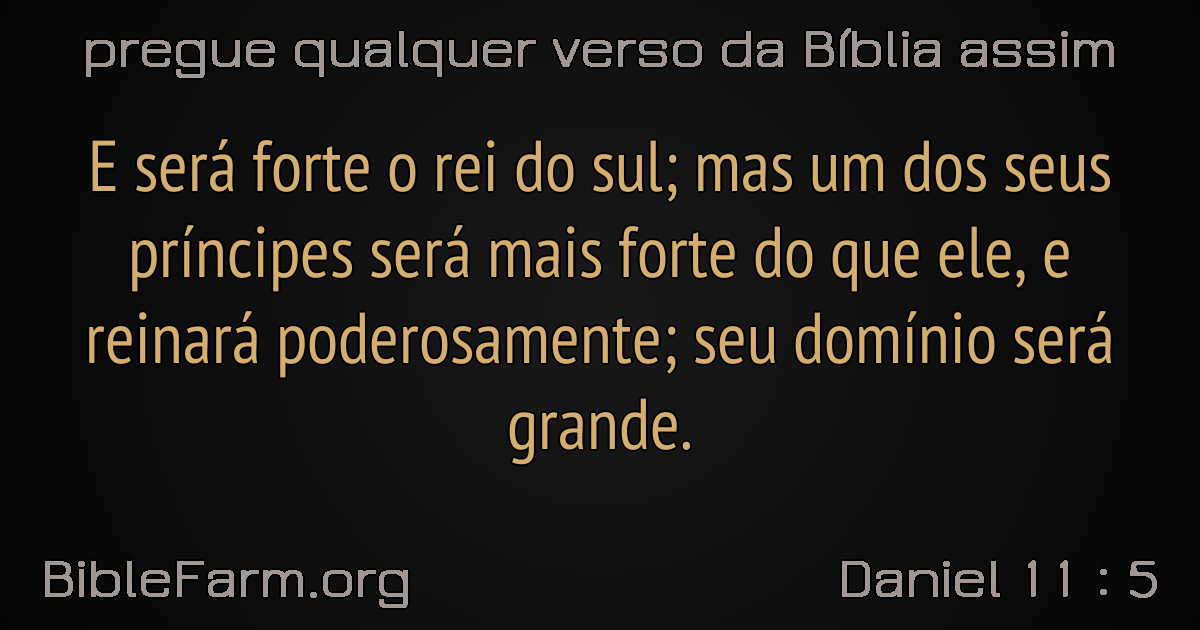 pregue qualquer verso da Bíblia assim
E será forte o rei do sul; mas um dos seus
príncipes será mais forte do que ele, e
reinará poderosamente; seu domínio será
grande.
BibleFarm.org
Daniel 11 : 5